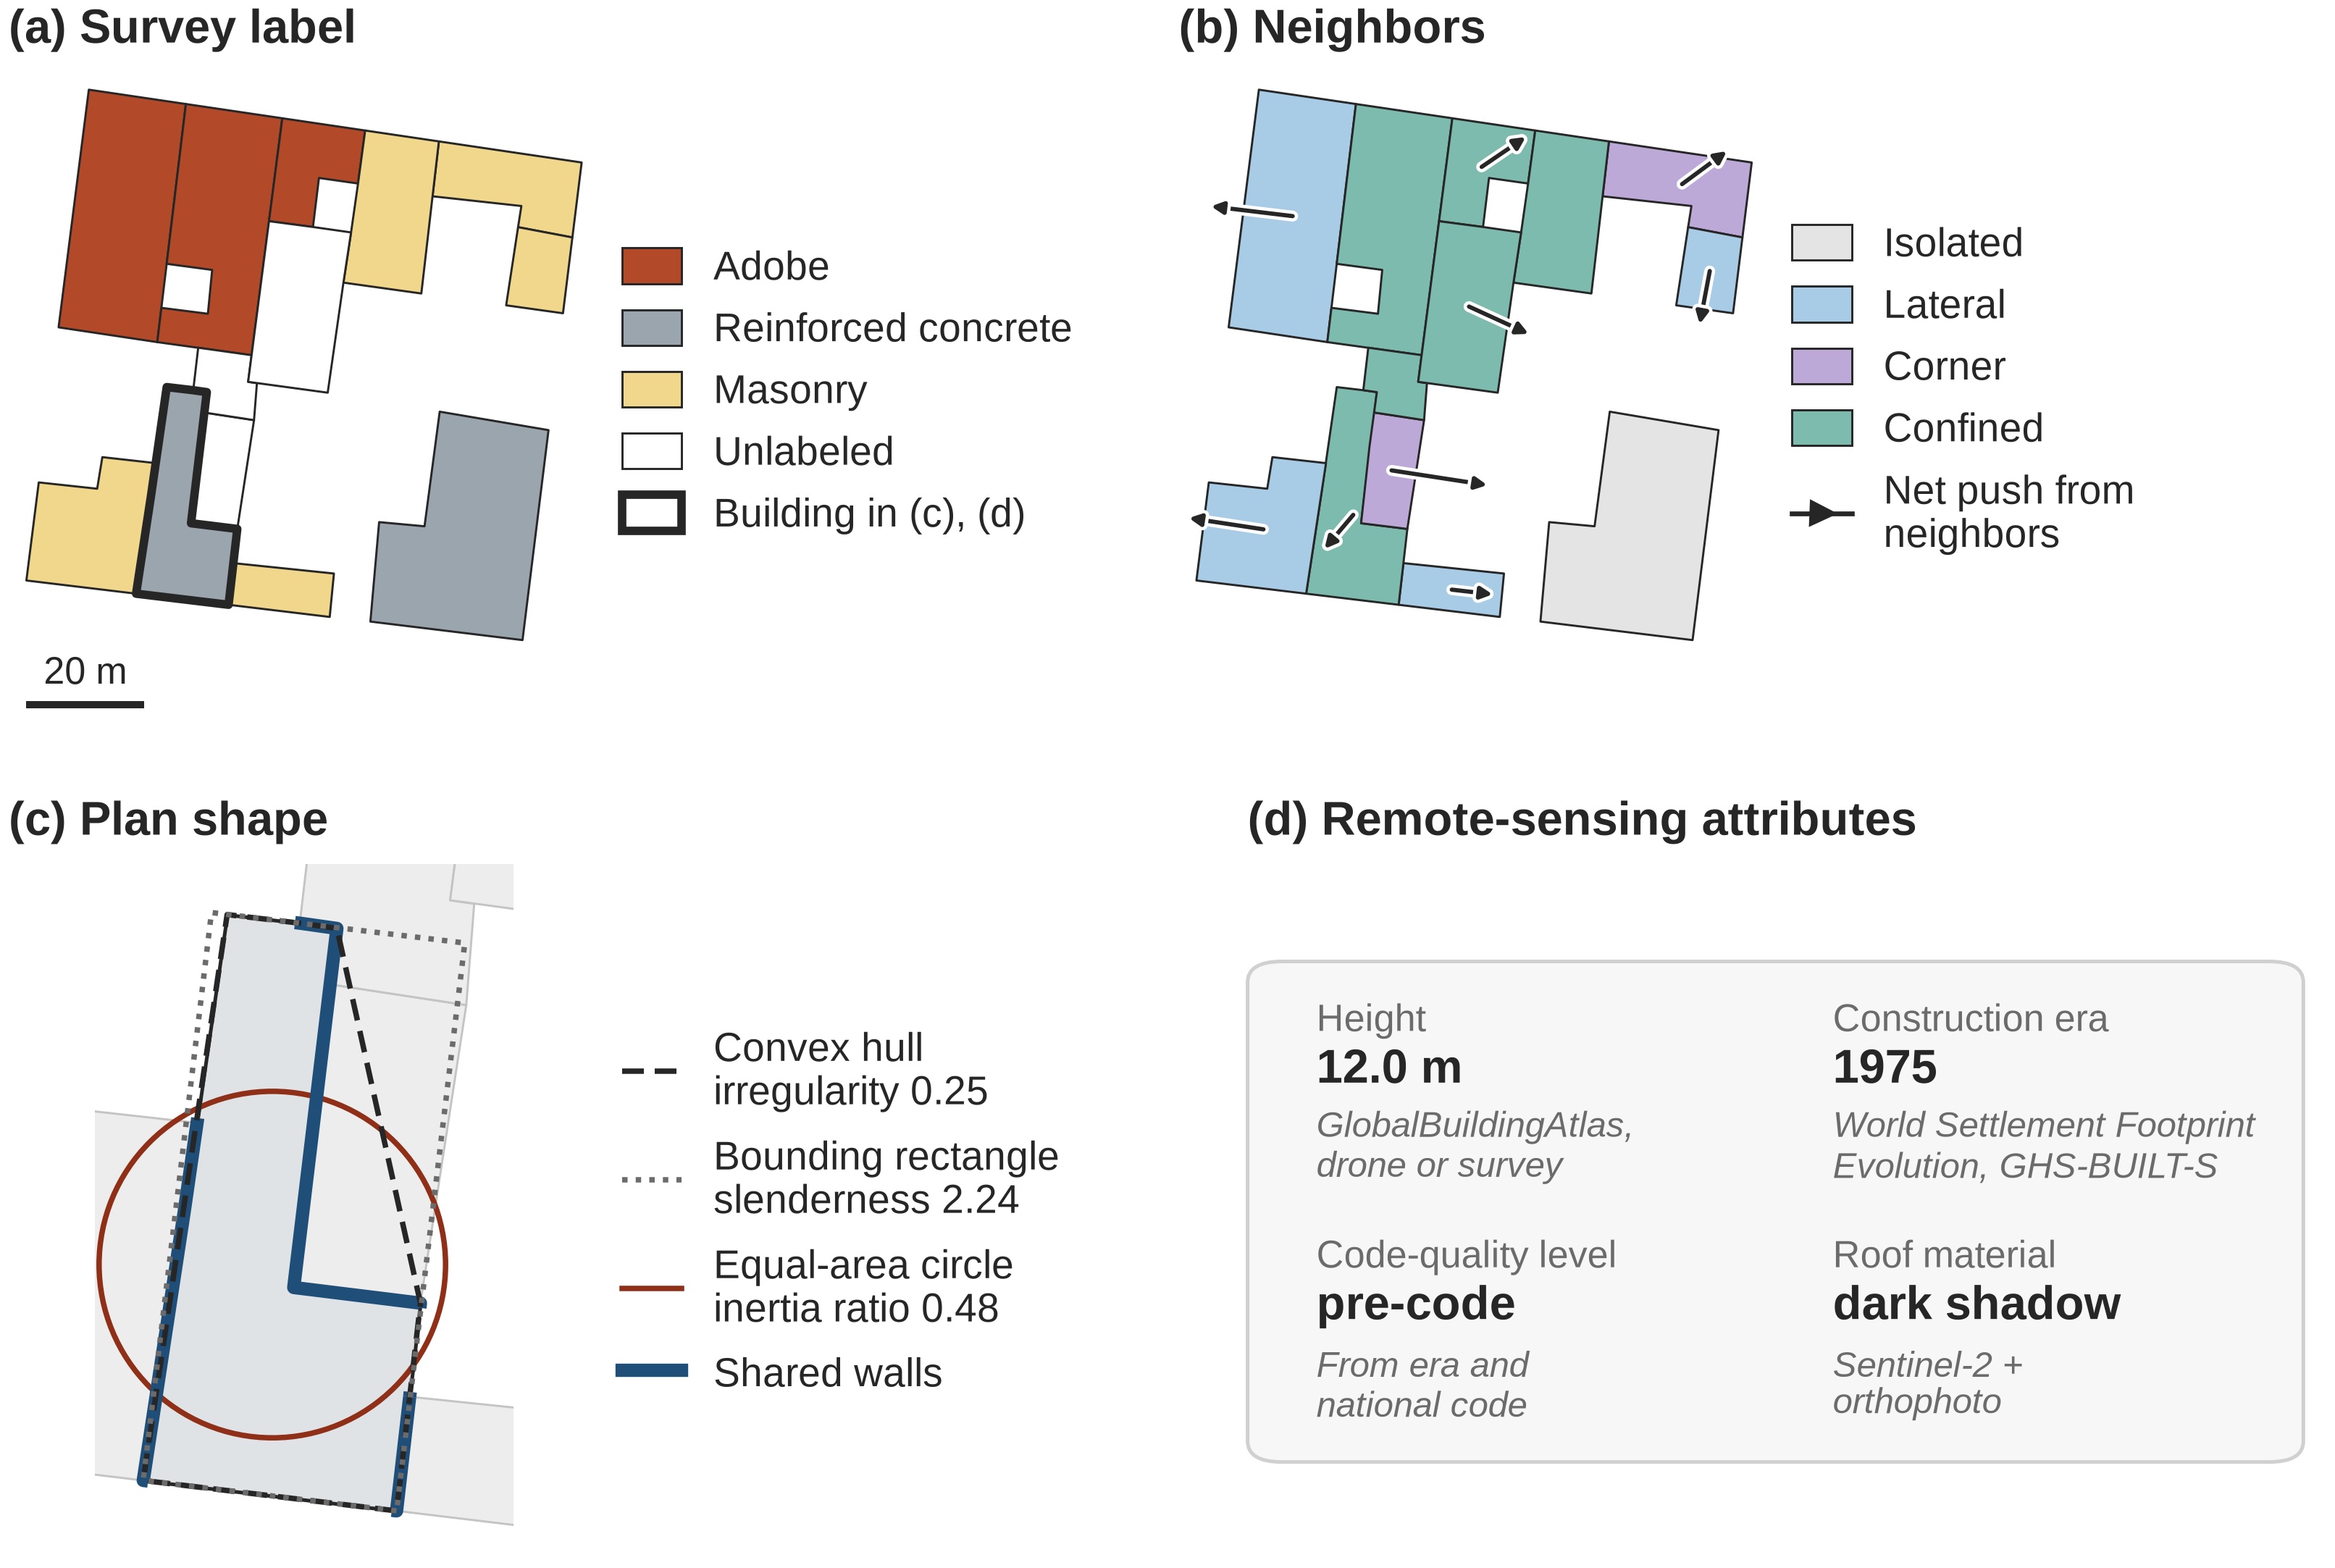 (a) Survey label
Adobe
Reinforced concrete
Masonry
Unlabeled
Building in (c), (d)
20 m
(b) Neighbors
Isolated
Lateral
Corner
Confined
Net push from
neighbors
(c) Plan shape
Convex hull
irregularity 0.25
Bounding rectangle
slenderness 2.24
Equal-area circle
inertia ratio 0.48
Shared walls
(d) Remote-sensing attributes
Height
12.0 m
GlobalBuildingAtlas,
drone or survey
Construction era
1975
World Settlement Footprint
Evolution, GHS-BUILT-S
Code-quality level
pre-code
From era and
national code
Roof material
dark shadow
Sentinel-2 +
orthophoto